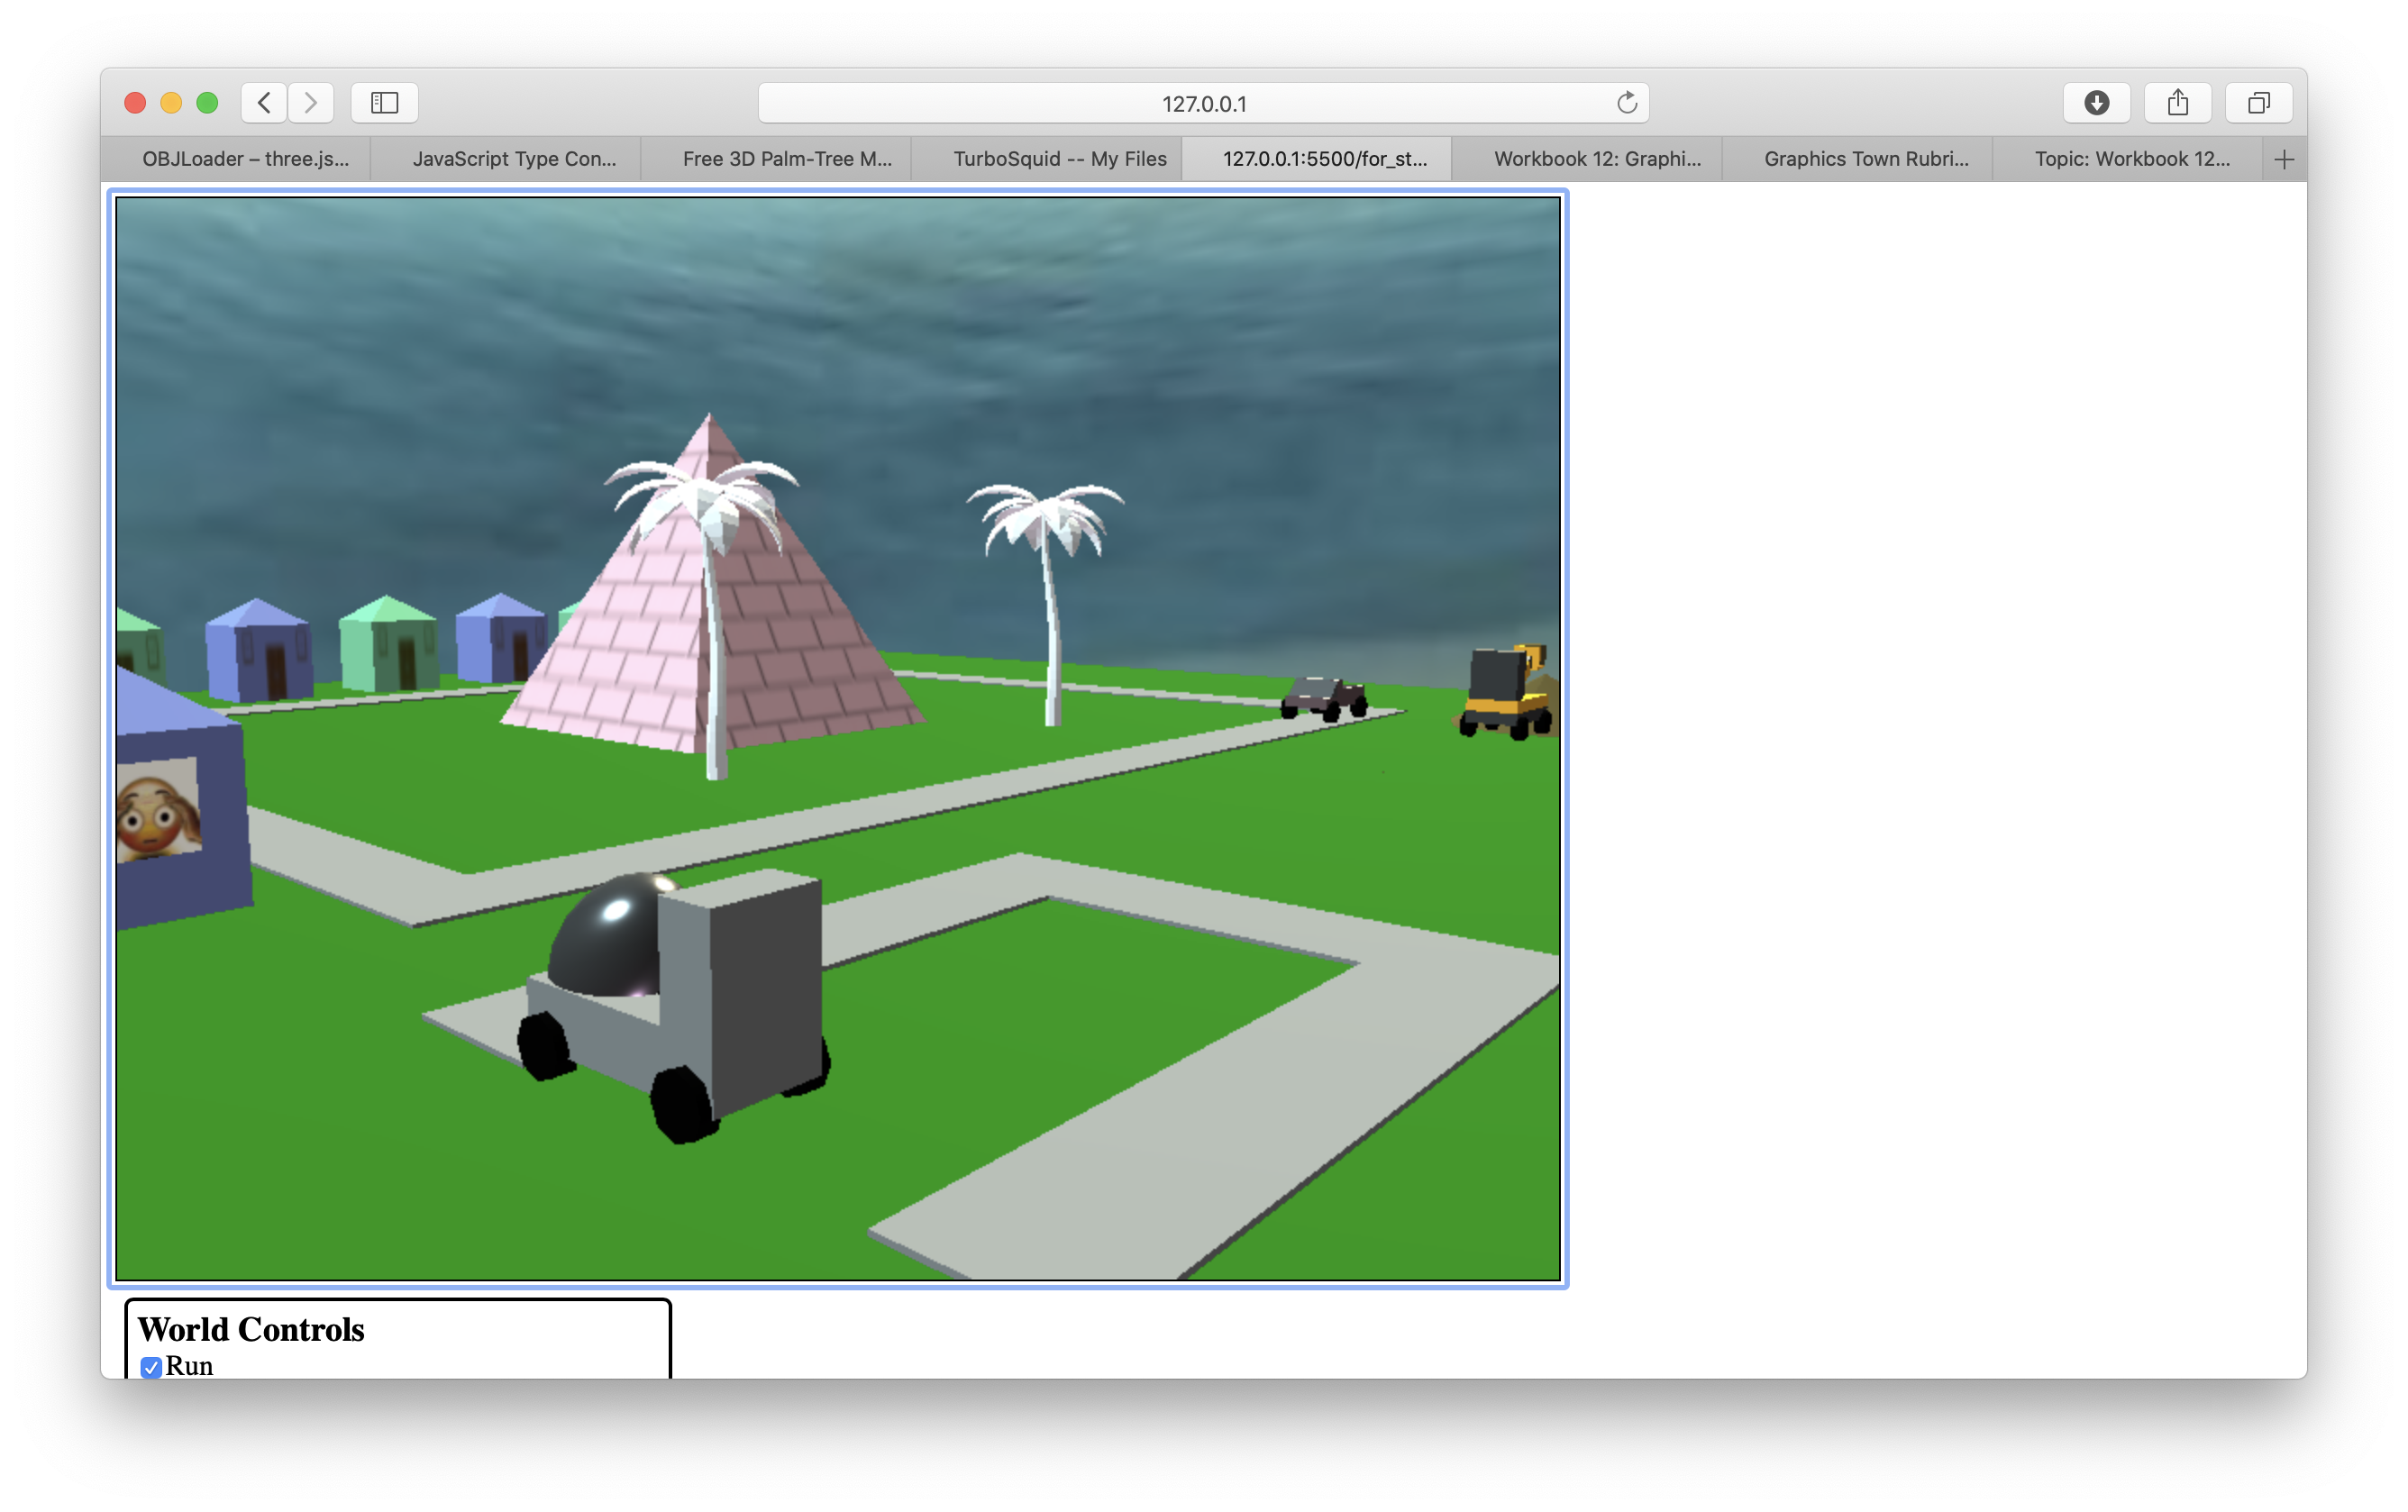 127.0.0.1
OBJLoader – three.js...
JavaScript Type Con...
Free 3D Palm-Tree M...
TurboSquid -- My Files
127.0.0.1:5500/for_st...
Workbook 12: Graphi...
Graphics Town Rubri...
Topic: Workbook 12...
World Controls
Run